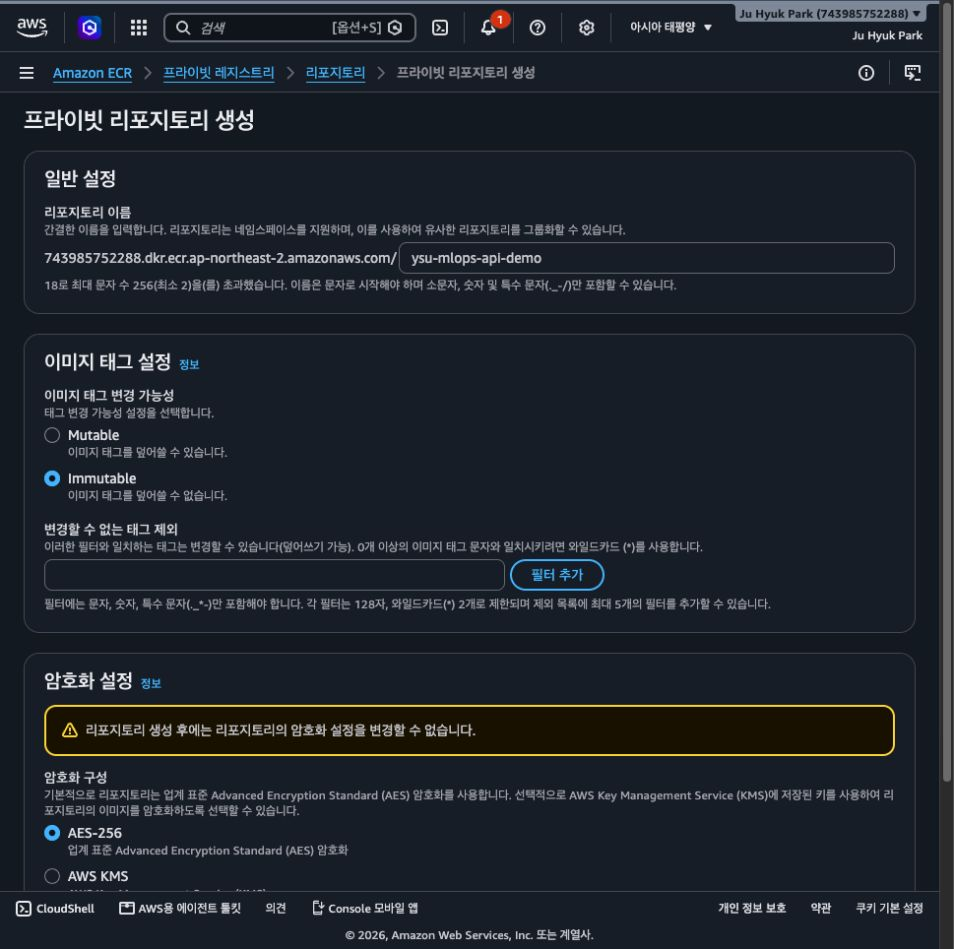 aws
검색
[옵션+S]
1
아시아 태평양 ▼
Ju Hyuk Park (743985752288) ▼
Ju Hyuk Park
Amazon ECR > 프라이빗 레지스트리 > 리포지토리 > 프라이빗 리포지토리 생성
프라이빗 리포지토리 생성
일반 설정
리포지토리 이름
간결한 이름을 입력합니다. 리포지토리는 네임스페이스를 지원하며, 이를 사용하여 유사한 리포지토리를 그룹화할 수 있습니다.
743985752288.dkr.ecr.ap-northeast-2.amazonaws.com/ ysu-mlops-api-demo
18로 최대 문자 수 256(최소 2)을(를) 초과했습니다. 이름은 문자로 시작해야 하며 소문자, 숫자 및 특수 문자(._-/)만 포함할 수 있습니다.
이미지 태그 설정 정보
이미지 태그 변경 가능성
태그 변경 가능성 설정을 선택합니다.
Mutable
이미지 태그를 덮어쓸 수 있습니다.
Immutable
이미지 태그를 덮어쓸 수 없습니다.
변경할 수 없는 태그 제외
이러한 필터와 일치하는 태그는 변경할 수 있습니다(덮어쓰기 가능). 0개 이상의 이미지 태그 문자와 일치시키려면 와일드카드 (*)를 사용합니다.
필터 추가
필터에는 문자, 숫자, 특수 문자(._*-)만 포함해야 합니다. 각 필터는 128자, 와일드카드(*) 2개로 제한되며 제외 목록에 최대 5개의 필터를 추가할 수 있습니다.
암호화 설정 정보
리포지토리 생성 후에는 리포지토리의 암호화 설정을 변경할 수 없습니다.
암호화 구성
기본적으로 리포지토리는 업계 표준 Advanced Encryption Standard (AES) 암호화를 사용합니다. 선택적으로 AWS Key Management Service (KMS)에 저장된 키를 사용하여 리
포지토리의 이미지를 암호화하도록 선택할 수 있습니다.
AES-256
업계 표준 Advanced Encryption Standard (AES) 암호화
AWS KMS
CloudShell
AWS용 에이전트 툴킷
의견
Console 모바일 앱
개인 정보 보호
약관
쿠키 기본 설정
© 2026, Amazon Web Services, Inc. 또는 계열사.